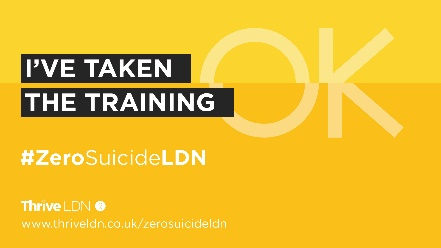 OK
I'VE TAKEN
THE TRAINING
#ZeroSuicideLDN
Thrive LDN
www.thriveldn.co.uk/zerosuicideldn